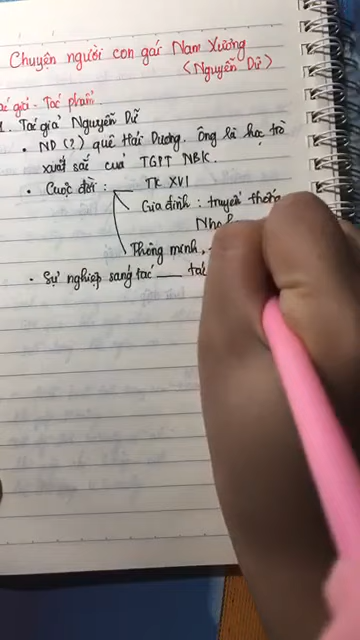 Chuyện người con gái Nam Xương
(Nguyễn Dữ)
Tác giả - Tác phẩm
1. Tác giả Nguyễn Dữ
• ND (?) quê Hải Dương. Ông là học trò
xuất sắc của TGPT NBK.
• Cuộc đời : TK XVI
Gia đình : truyền thống
Nho
Thông minh,
• Sự nghiệp sáng tác